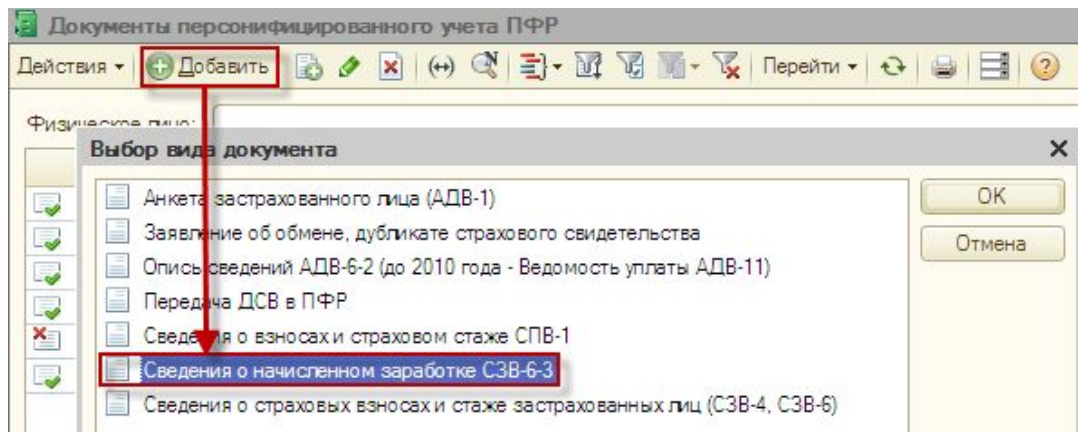 Документы персонифицированного учета ПФР
Действия Добавить Перейти
Физическое лицо:
Выбор вида документа
Анкета застрахованного лица (АДВ-1)
OK
Заявление об обмене, дубликате страхового свидетельства
Отмена
Опись сведений АДВ-6-2 (до 2010 года - Ведомость уплаты АДВ-11)
Передача ДСВ в ПФР
Сведения о взносах и страховом стаже СПВ-1
Сведения о начисленном заработке СЗВ-6-3
Сведения о страховых взносах и стаже застрахованных лиц (СЗВ-4, СЗВ-6)